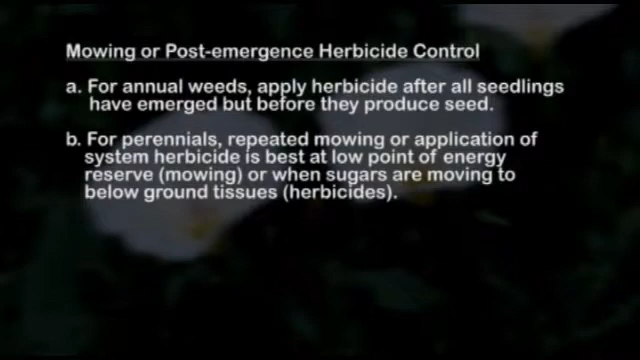 Mowing or Post-emergence Herbicide Control
a. For annual weeds, apply herbicide after all seedlings
have emerged but before they produce seed.
b. For perennials, repeated mowing or application of
system herbicide is best at low point of energy
reserve (mowing) or when sugars are moving to
below ground tissues (herbicides).